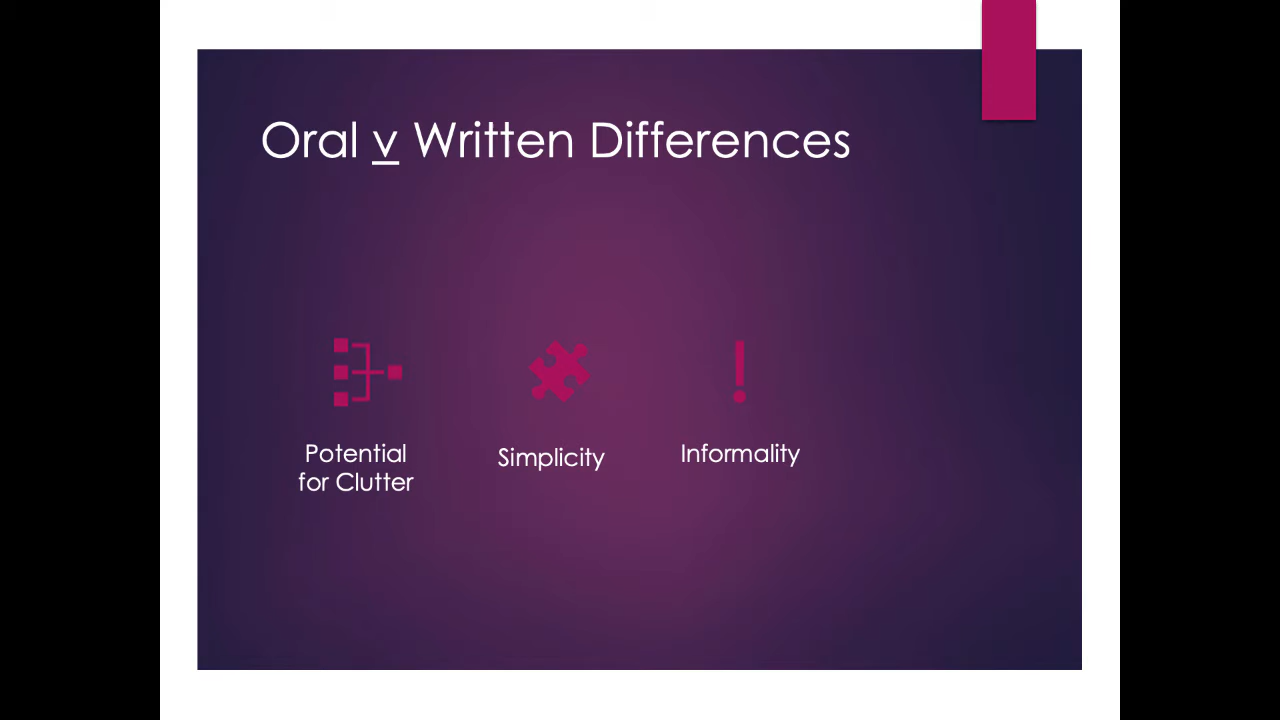 Oral v Written Differences
Potential
for Clutter
Simplicity
Informality